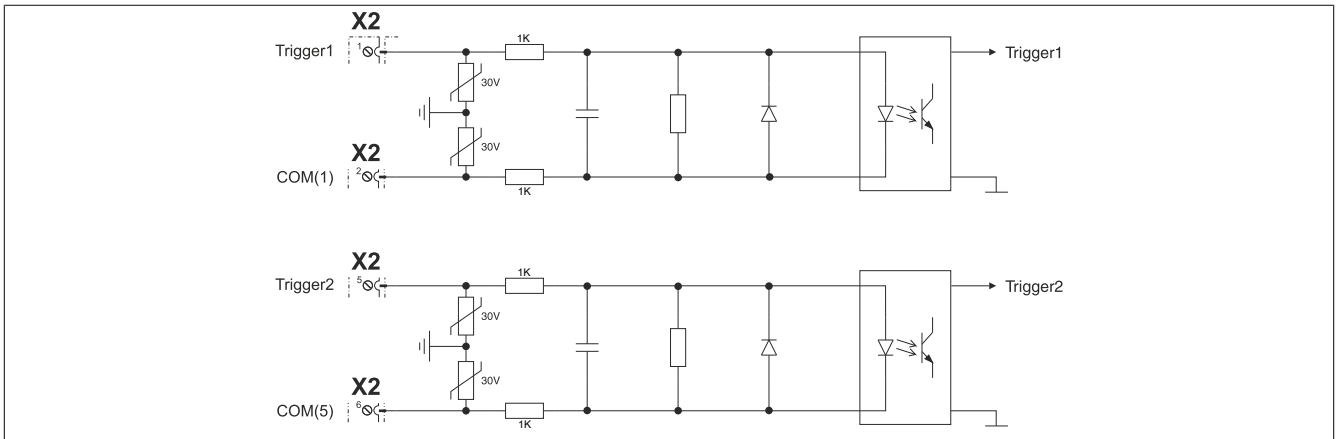 X2
Trigger1
1
1K
30V
Trigger1
30V
X2
COM(1)
2
1K
X2
Trigger2
5
1K
30V
Trigger2
30V
X2
COM(5)
6
1K